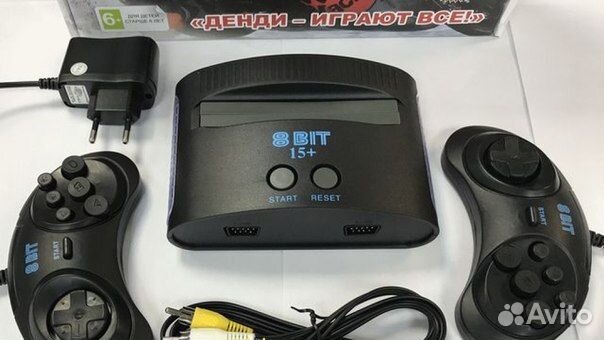 6+
ДЛЯ ДЕТЕЙ
СТАРШЕ 6 ЛЕТ
«ДЕНДИ – ИГРАЮТ ВСЕ!»
8 BIT
15+
START RESET
8 BIT
START
START
8 BIT
Avito